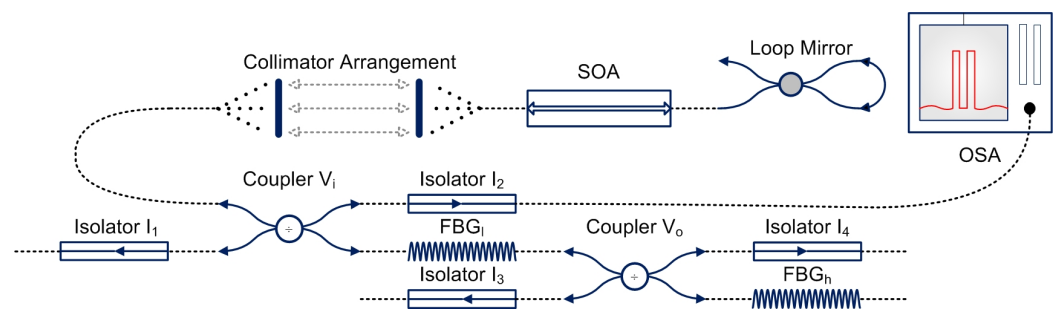 Loop Mirror
Collimator Arrangement
SOA
OSA
Coupler Vi
Isolator I2
Isolator I1
FBGl
Coupler Vo
Isolator I4
÷
Isolator I3
÷
FBGh